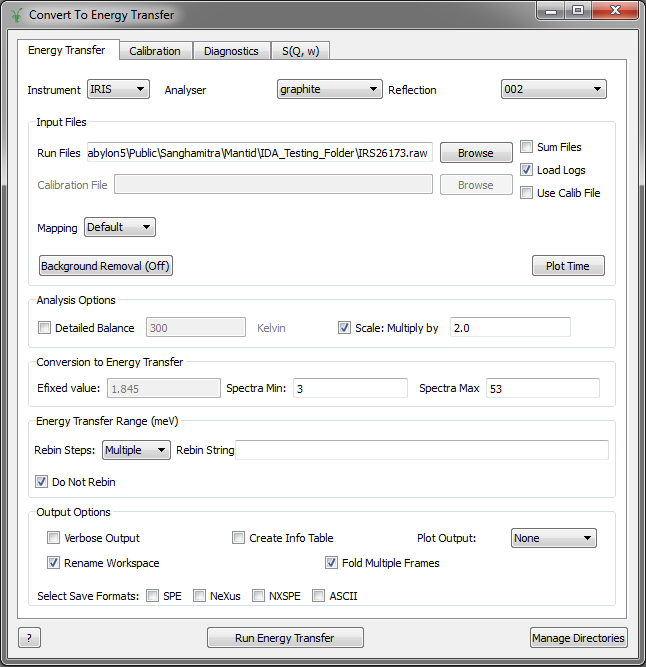 Convert To Energy Transfer
Energy Transfer Calibration Diagnostics S(Q, w)
Instrument IRIS Analyser graphite Reflection 002
Input Files
Run Files abylon5\Public\Sanghamitra\Mantid\IDA_Testing_Folder\IRS26173.raw Browse Sum Files
Load Logs
Calibration File Browse Use Calib File
Mapping Default
Background Removal (Off) Plot Time
Analysis Options
Detailed Balance 300 Kelvin Scale: Multiply by 2.0
Conversion to Energy Transfer
Efixed value: 1.845 Spectra Min: 3 Spectra Max 53
Energy Transfer Range (meV)
Rebin Steps: Multiple Rebin String
Do Not Rebin
Output Options
Verbose Output Create Info Table Plot Output: None
Rename Workspace Fold Multiple Frames
Select Save Formats: SPE NeXus NXSPE ASCII
? Run Energy Transfer Manage Directories